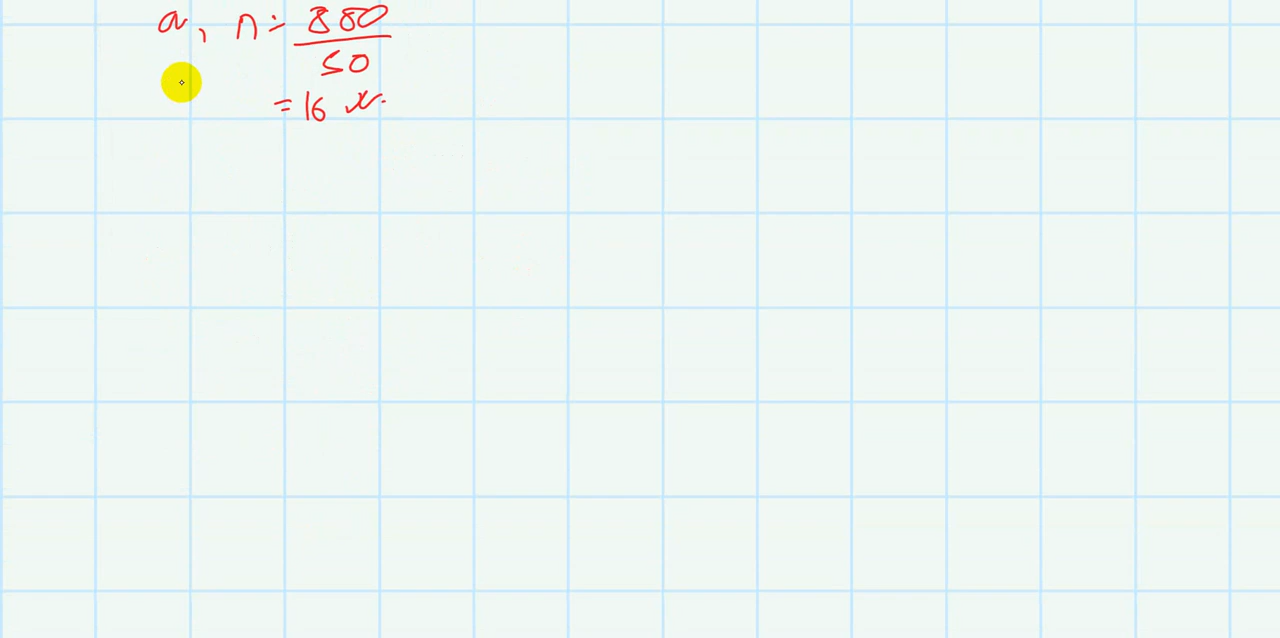 a, n = 880
50
= 16